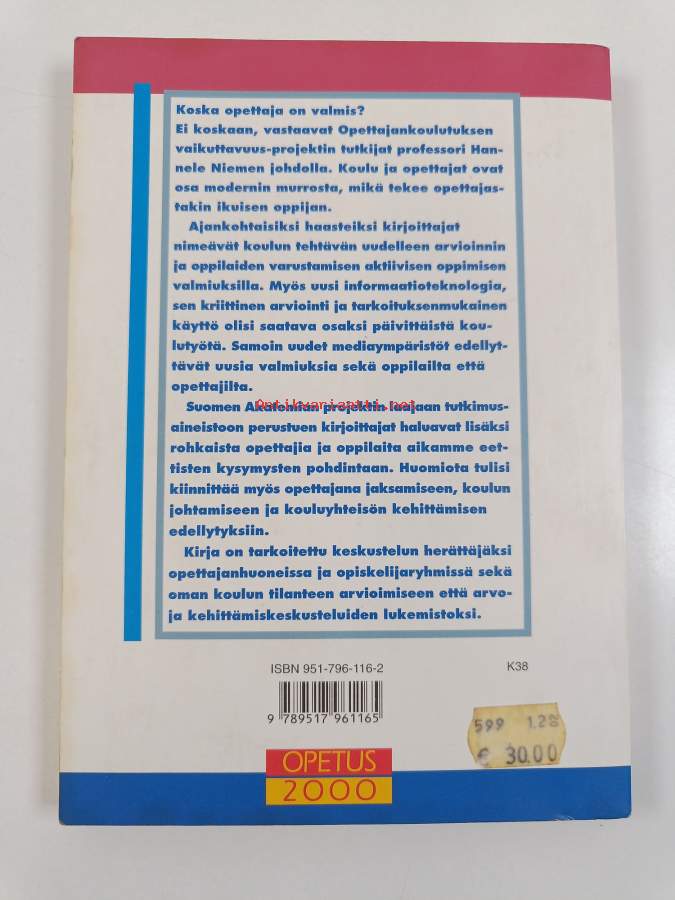 Koska opettaja on valmis?
Ei koskaan, vastaavat Opettajankoulutuksen
vaikuttavuus-projektin tutkijat professori Han-
nele Niemen johdolla. Koulu ja opettajat ovat
osa modernin murrosta, mikä tekee opettajas-
takin ikuisen oppijan.
Ajankohtaisiksi haasteiksi kirjoittajat
nimeävät koulun tehtävän uudelleen arvioinnin
ja oppilaiden varustamisen aktiivisen oppimisen
valmiuksilla. Myös uusi informaatioteknologia,
sen kriittinen arviointi ja tarkoituksenmukainen
käyttö olisi saatava osaksi päivittäistä kou-
lutyötä. Samoin uudet mediaympäristöt edellyt-
tävät uusia valmiuksia sekä oppilailta että
opettajilta.
Antikvariaatti.net
Suomen Akatemian projektin laajaan tutkimus-
aineistoon perustuen kirjoittajat haluavat lisäksi
rohkaista opettajia ja oppilaita aikamme eet-
tisten kysymysten pohdintaan. Huomiota tulisi
kiinnittää myös opettajana jaksamiseen, koulun
johtamiseen ja kouluyhteisön kehittämisen
edellytyksiin.
Kirja on tarkoitettu keskustelun herättäjäksi
opettajanhuoneissa ja opiskelijaryhmissä sekä
oman koulun tilanteen arvioimiseen että arvo-
ja kehittämiskeskusteluiden lukemistoksi.
ISBN 951-796-116-2
K38
9 789517 961165
599 1.20
€ 30.00
OPETUS
2000